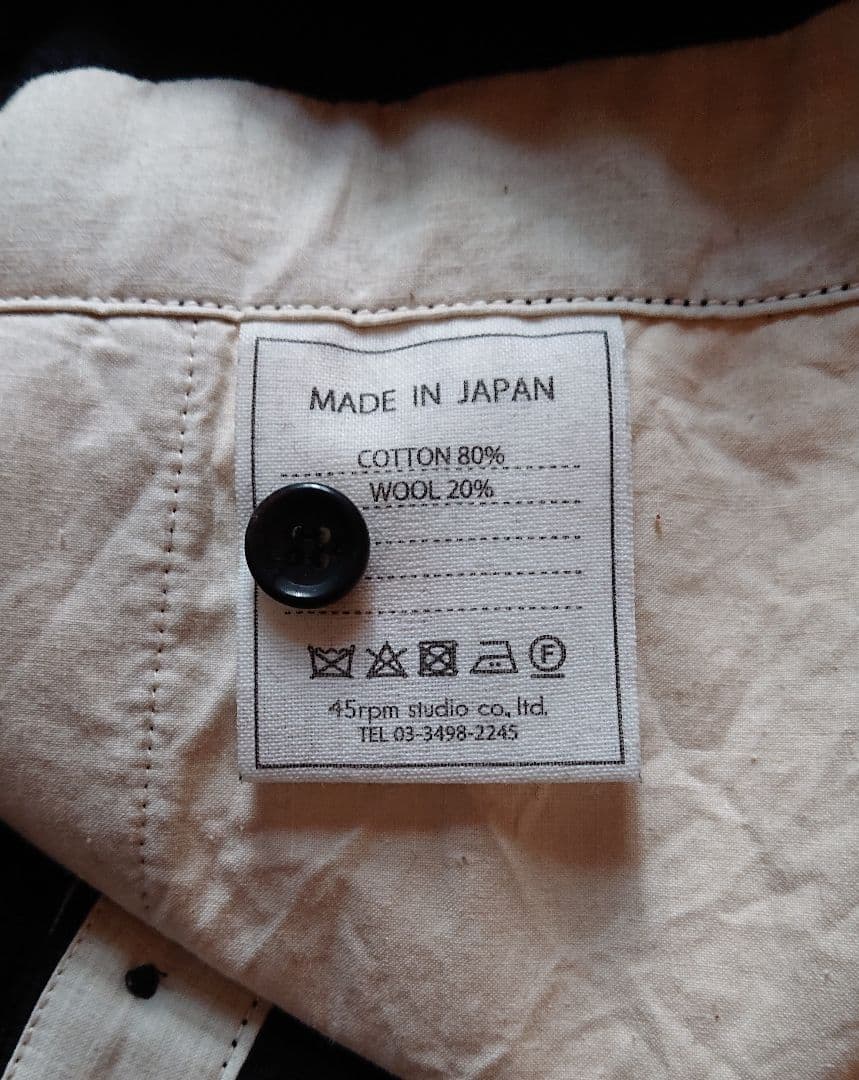 MADE IN JAPAN
COTTON 80%
WOOL 20%
F
45rpm studio co., ltd.
TEL 03-3498-2245